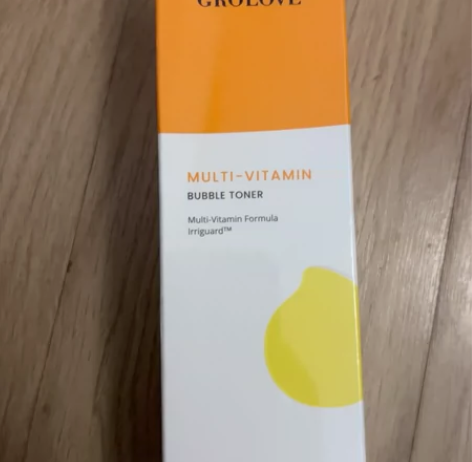 GROLOVE
MULTI-VITAMIN
BUBBLE TONER
Multi-Vitamin Formula
Irriguard™